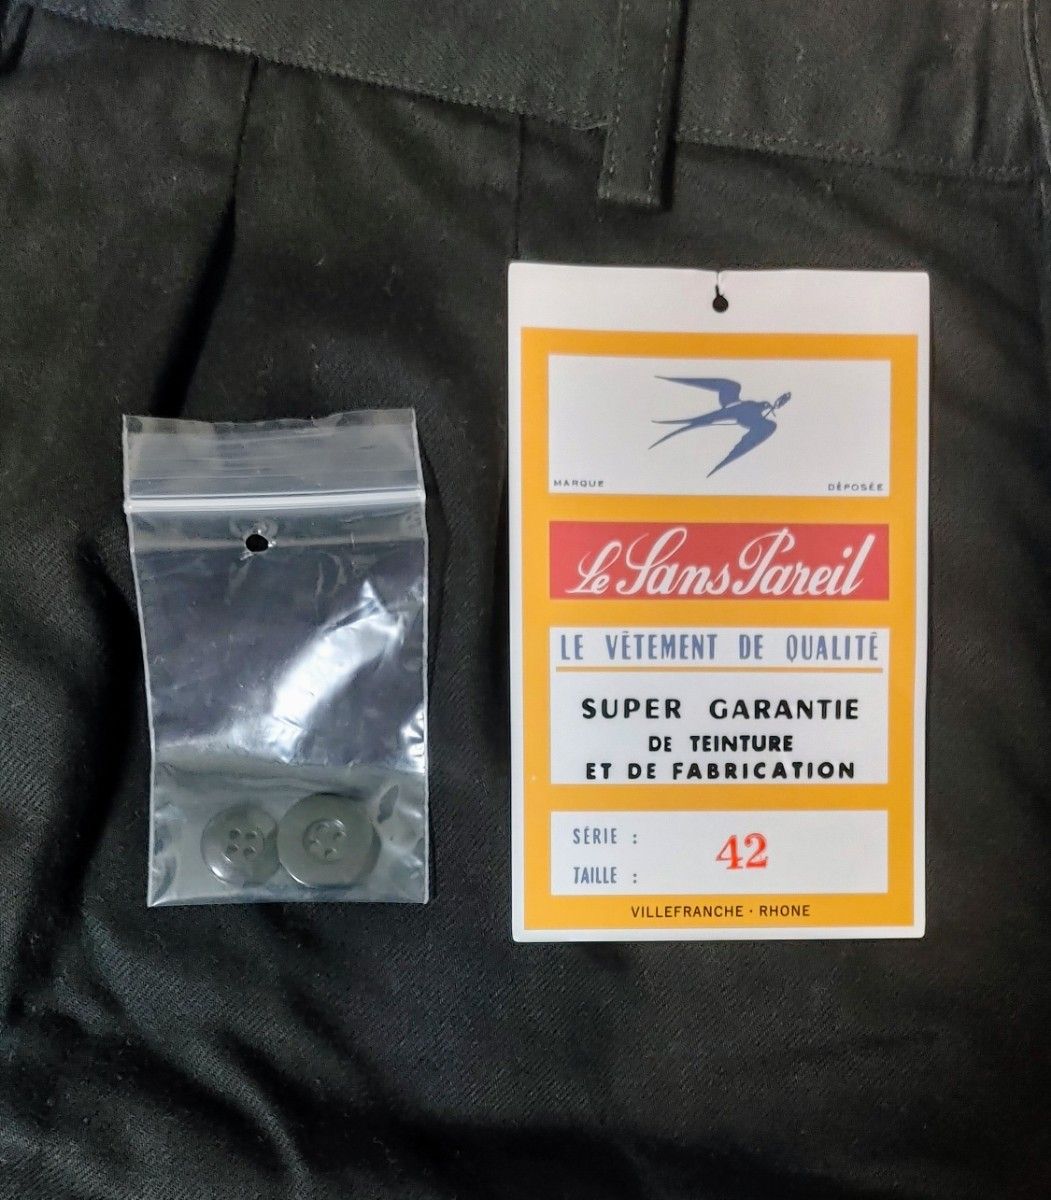 MARQUE DÉPOSÉE
Le Sans Pareil
LE VÊTEMENT DE QUALITÉ
SUPER GARANTIE
DE TEINTURE
ET DE FABRICATION
SÉRIE :
42
TAILLE :
VILLEFRANCHE · RHONE